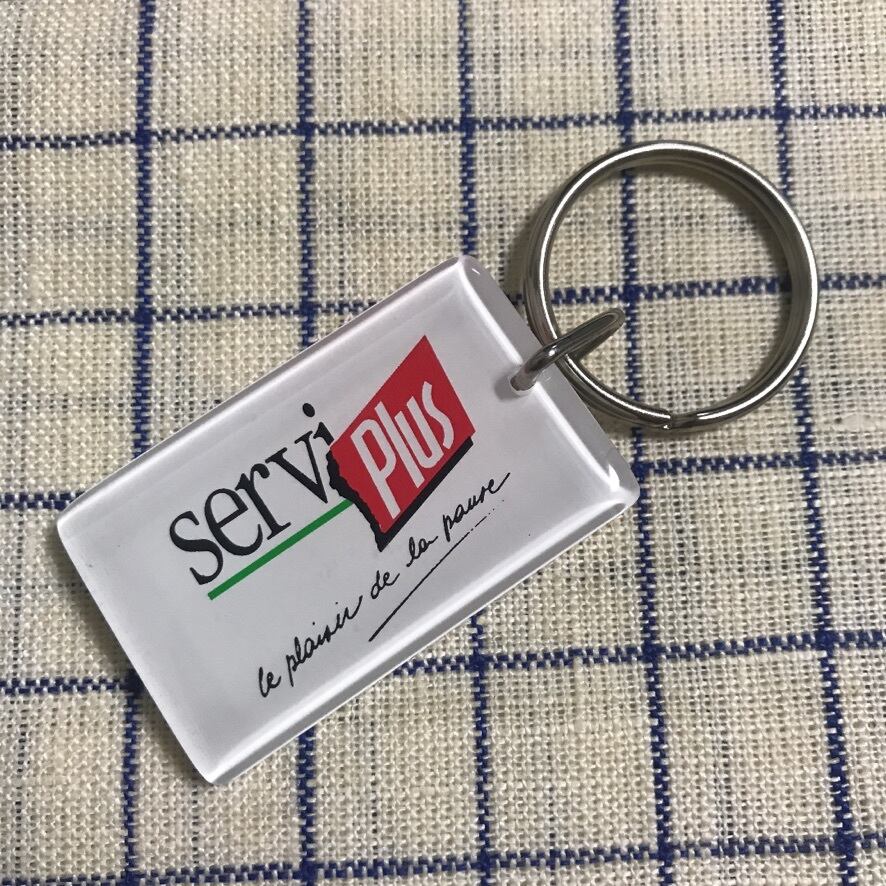 servi Plus
le plaisir de la pause